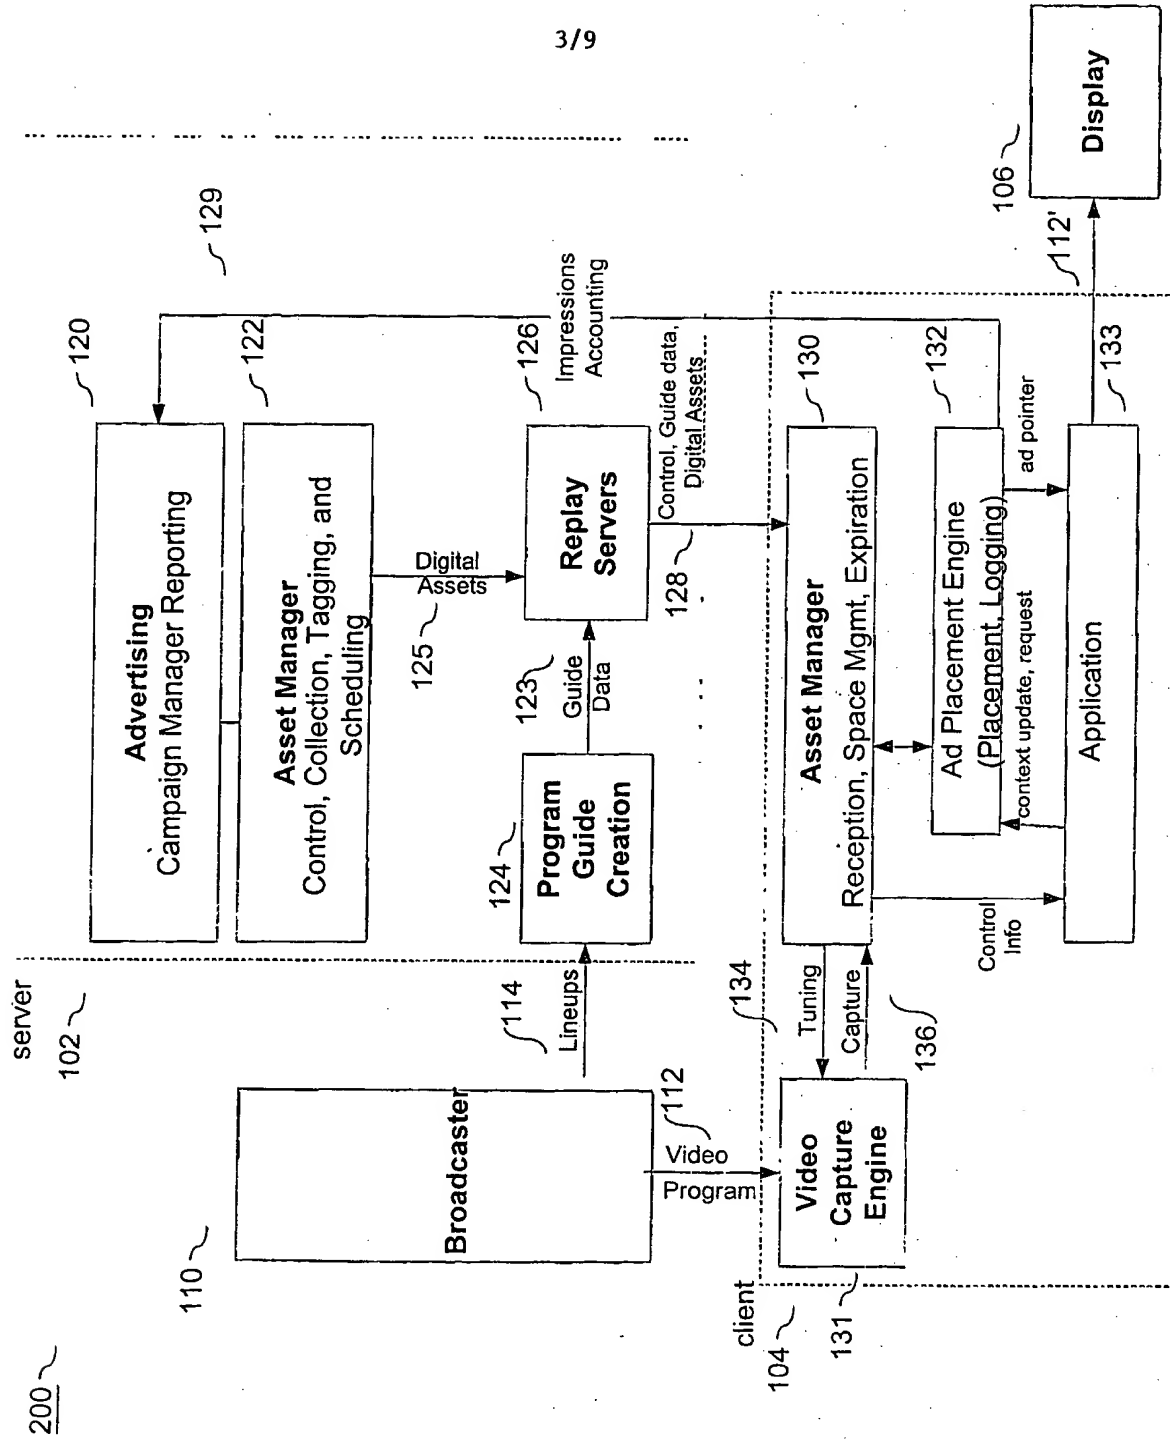 3/9
200
server
102
120
Advertising
Campaign Manager Reporting
122
Asset Manager
Control, Collection, Tagging, and
Scheduling
129
110
Broadcaster
114
Lineups
124
Program
Guide
Creation
123
Guide
Data
125
Digital
Assets
126
Replay
Servers
Impressions
Accounting
112
Video
Program
128
Control, Guide data,
Digital Assets
client
104
131
Video
Capture
Engine
134
Tuning
Capture
136
130
Asset Manager
Reception, Space Mgmt, Expiration
132
Ad Placement Engine
(Placement, Logging)
Control
Info
context update, request
ad pointer
133
Application
112'
106
Display